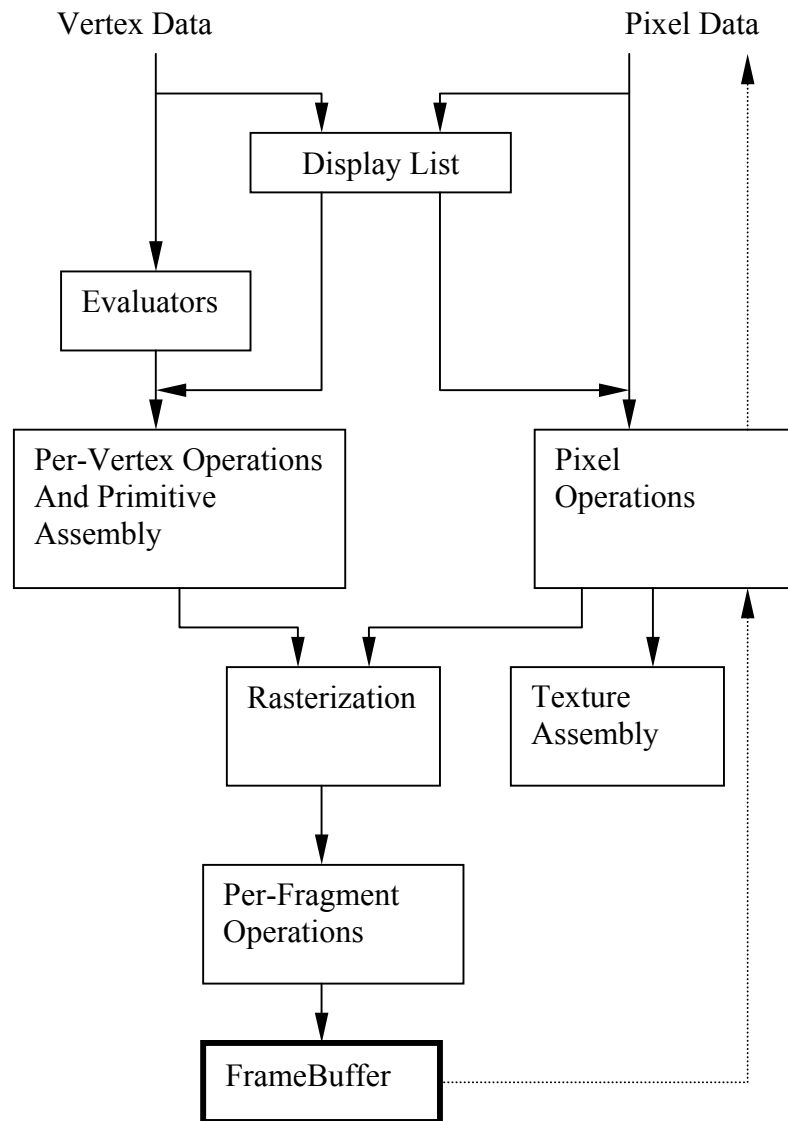 Vertex Data
Pixel Data
Display List
Evaluators
Per-Vertex Operations
And Primitive
Assembly
Pixel
Operations
Rasterization
Texture
Assembly
Per-Fragment
Operations
FrameBuffer